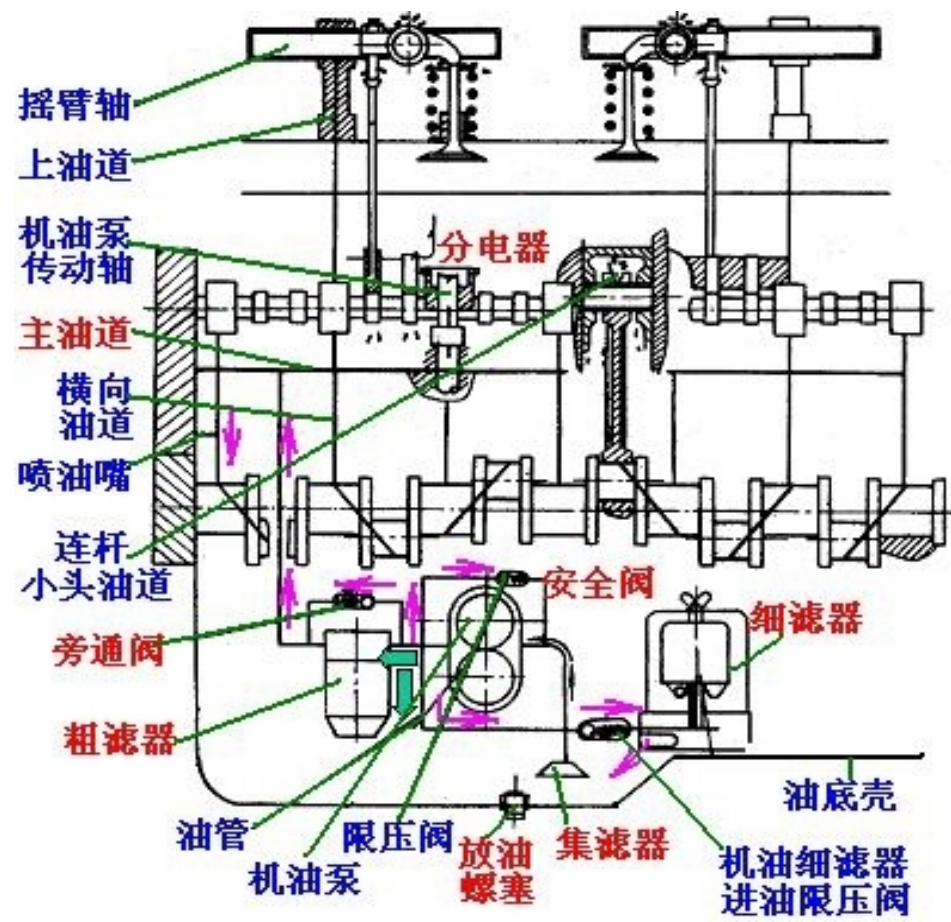 摇臂轴
上油道
机油泵
传动轴
分电器
主油道
横向
油道
喷油嘴
连杆
小头油道
安全阀
细滤器
旁通阀
粗滤器
油底壳
油管
限压阀
放油
螺塞
集滤器
机油细滤器
进油限压阀
机油泵